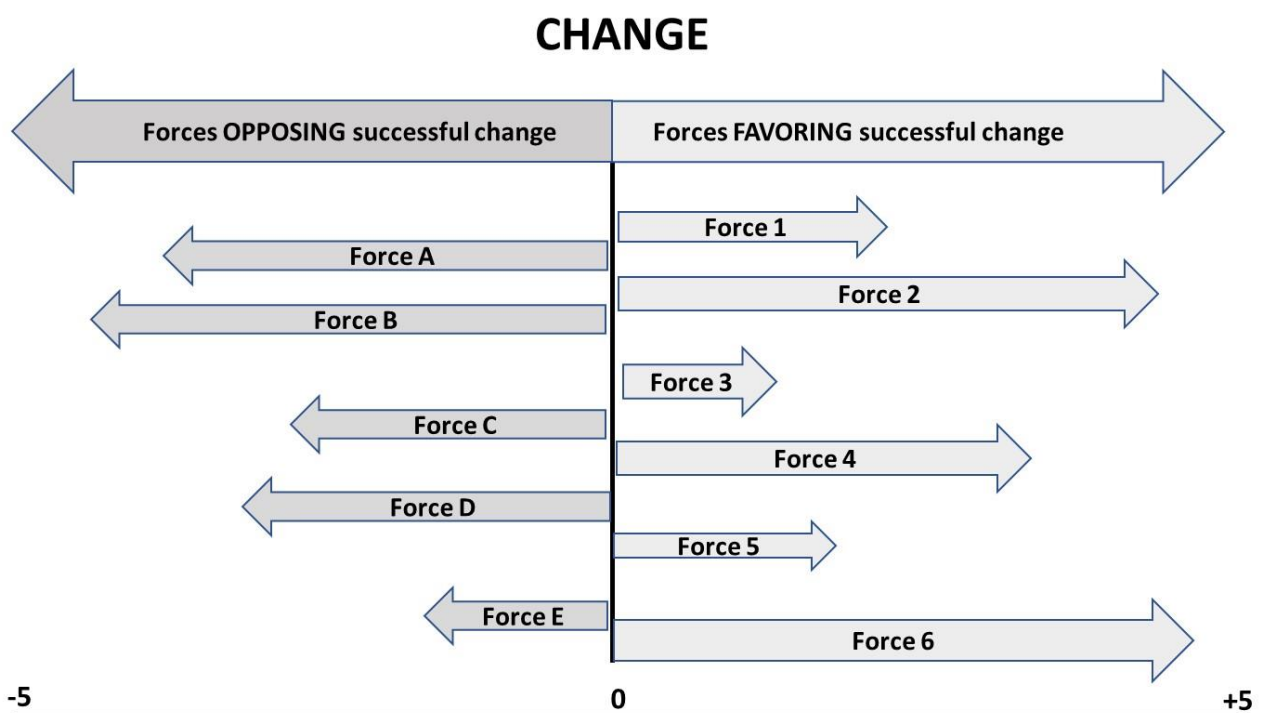 CHANGE
Forces OPPOSING successful change
Forces FAVORING successful change
Force 1
Force A
Force 2
Force B
Force 3
Force C
Force 4
Force D
Force 5
Force E
Force 6
-5
0
+5